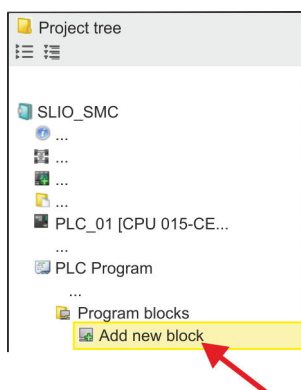 Project tree
SLIO_SMC
...
...
...
...
PLC_01 [CPU 015-CE...
...
PLC Program
...
Program blocks
Add new block